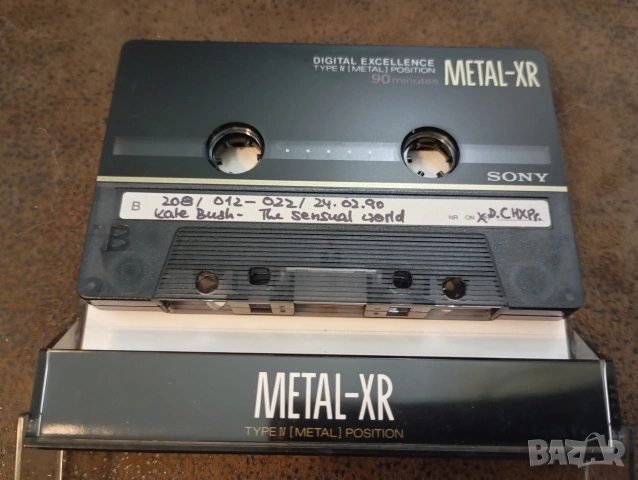 DIGITAL EXCELLENCE
TYPE IV [METAL] POSITION
90 minutes
METAL-XR
SONY
B
208/ 012-022/ 24.02.90
Kate Bush- The sensual world
NR ON X-D.CHXPr.
B
METAL-XR
TYPE IV [METAL] POSITION
BAZAR